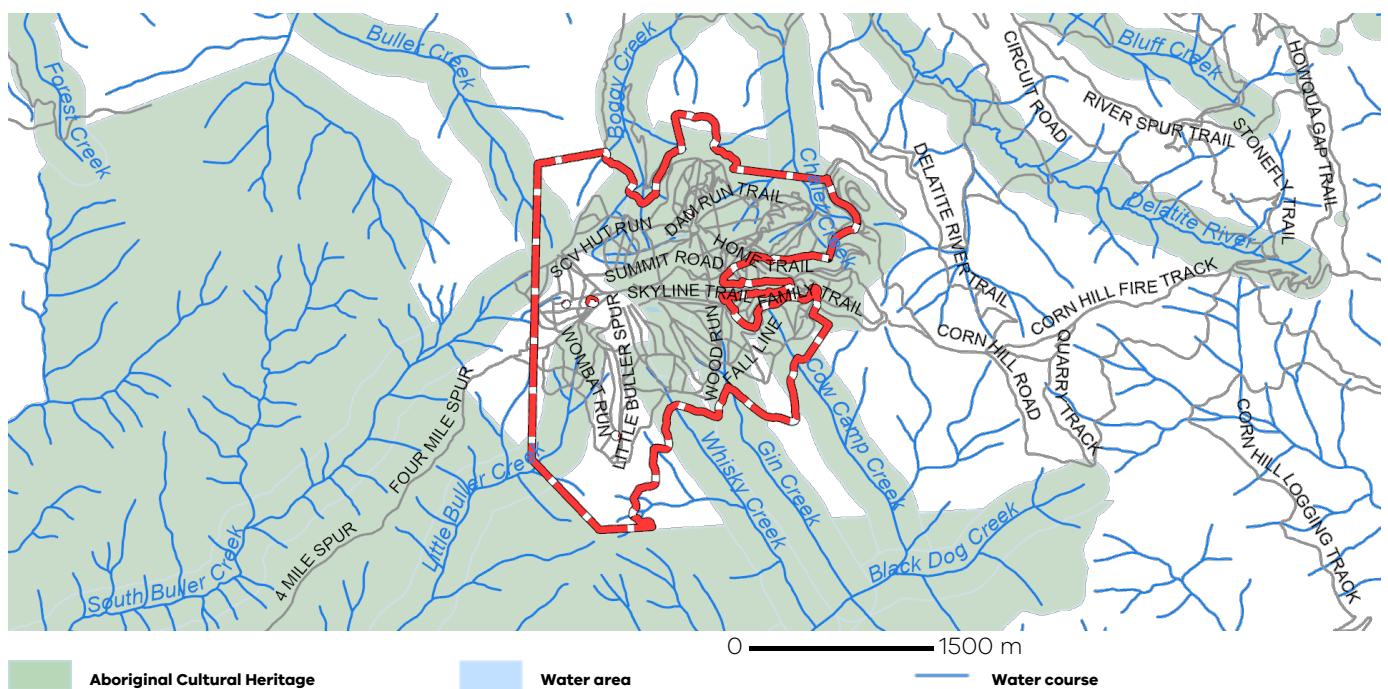 Buller Creek
Boggy Creek
Bluff Creek
Forest Creek
CIRCUIT ROAD
RIVER SPUR TRAIL
HOWQUA GAP TRAIL
STONEFLY TRAIL
DELATITE RIVER TRAIL
Chalet Creek
DAM RUN TRAIL
Delatite River
SCV HUT RUN
HOME TRAIL
SUMMIT ROAD
SKYLINE TRAIL
FAMILY TRAIL
CORN HILL FIRE TRACK
CORN HILL ROAD
QUARRY TRACK
WOMBAT RUN
LITTLE BULLER SPUR
WOOD RUN
FALL LINE
Cow Camp Creek
FOUR MILE SPUR
CORN HILL LOGGING TRACK
Whisky Creek
Gin Creek
Little Buller Creek
4 MILE SPUR
South Buller Creek
Black Dog Creek
0 1500 m
Aboriginal Cultural Heritage
Water area
Water course